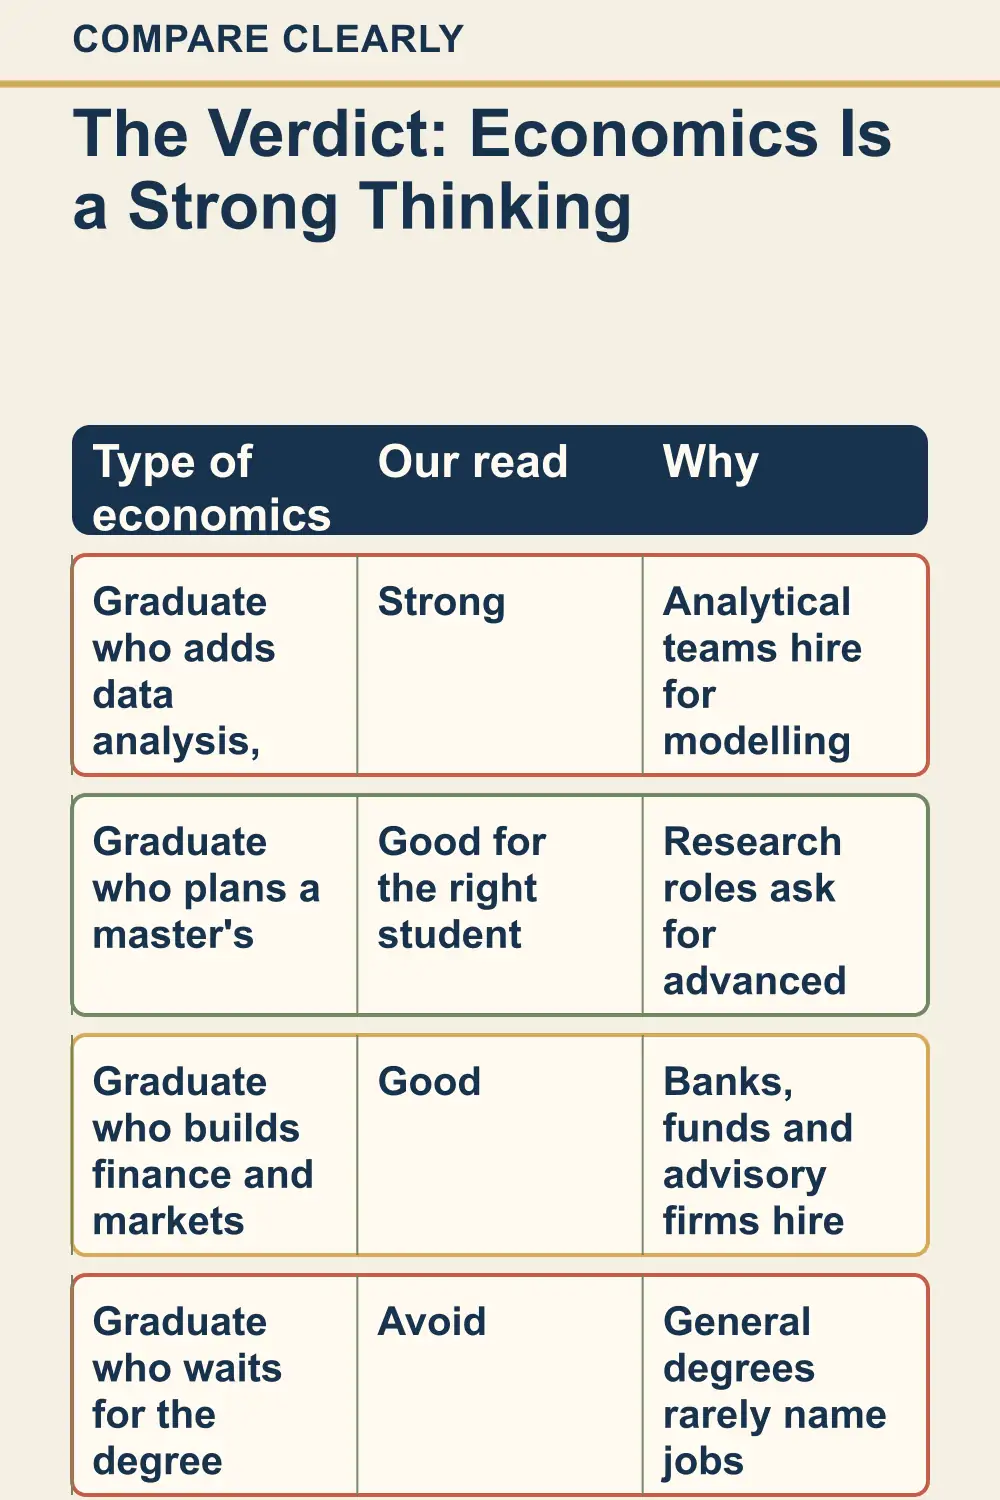 COMPARE CLEARLY
The Verdict: Economics Is
a Strong Thinking
Type of
economics
Our read
Why
Graduate
who adds
data
analysis,
Strong
Analytical
teams hire
for
modelling
Graduate
who plans a
master's
Good for
the right
student
Research
roles ask
for
advanced
Graduate
who builds
finance and
markets
Good
Banks,
funds and
advisory
firms hire
Graduate
who waits
for the
degree
Avoid
General
degrees
rarely name
jobs